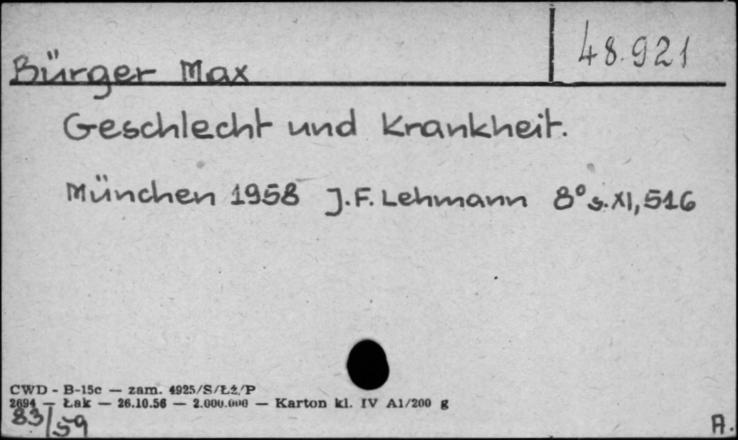 48.921
Bürger Max
Geschlecht und Krankheit.
München 1958 J.F. Lehmann 8° s. XI, 516
CWD - B-15c — zam. 4925/S/Łż/P
2694 — Łak — 26.10.56 — 2.000.000 — Karton kl. IV A1/200 g
83/59
A.